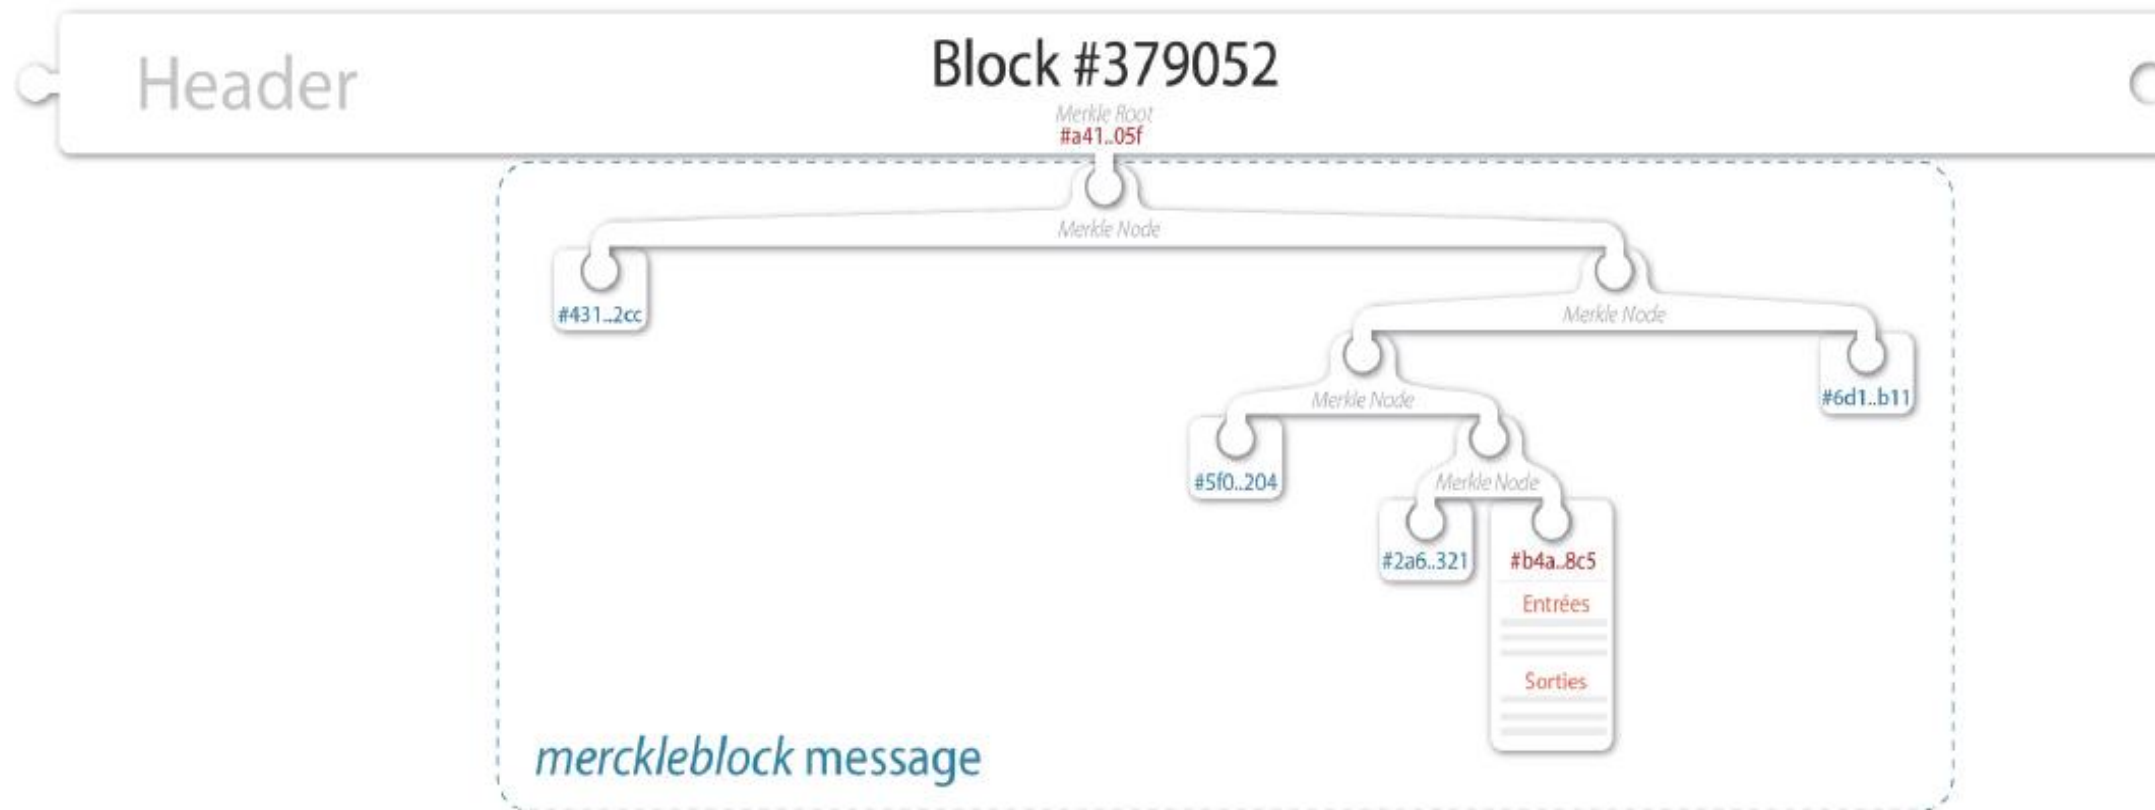 Header
Block #379052
Merkle Root
#a41..05f
Merkle Node
#431..2cc
Merkle Node
#6d1..b11
Merkle Node
#5f0..204
Merkle Node
#2a6..321
#b4a..8c5
Entrées
Sorties
merckleblock message